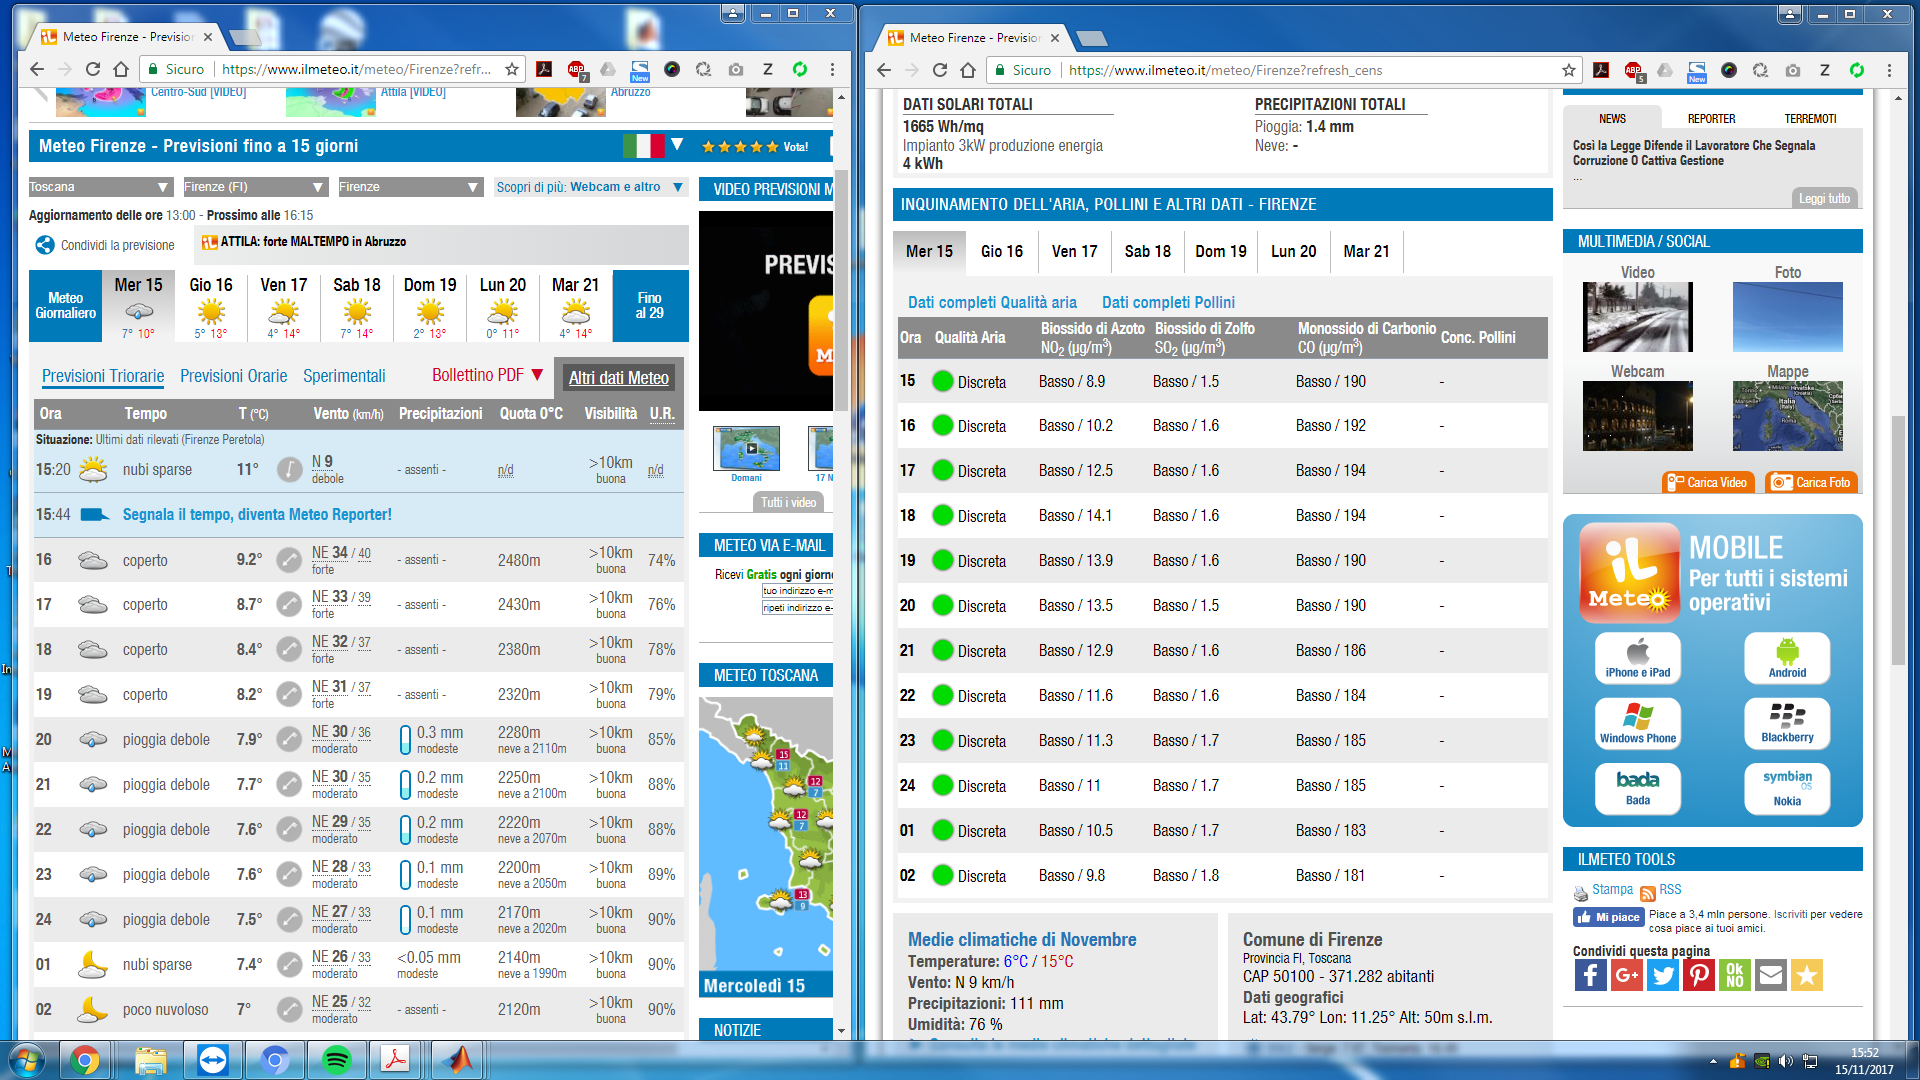 Meteo Firenze - Previsior
Sicuro | https://www.ilmeteo.it/meteo/Firenze?refr...
7
New
Z
Centro-Sud [VIDEO]
Attila [VIDEO]
Abruzzo
Meteo Firenze - Previsioni fino a 15 giorni
Vota!
Toscana
Firenze (FI)
Firenze
Scopri di più: Webcam e altro
Aggiornamento delle ore 13:00 - Prossimo alle 16:15
Condividi la previsione
ATTILA: forte MALTEMPO in Abruzzo
Meteo Giornaliero
Mer 15 7° 10°
Gio 16 5° 13°
Ven 17 4° 14°
Sab 18 7° 14°
Dom 19 2° 13°
Lun 20 0° 11°
Mar 21 4° 14°
Fino al 29
Previsioni Triorarie Previsioni Orarie Sperimentali Bollettino PDF Altri dati Meteo
Ora Tempo T (°C) Vento (km/h) Precipitazioni Quota 0°C Visibilità U.R.
Situazione: Ultimi dati rilevati (Firenze Peretola)
15:20 nubi sparse 11° N 9 debole - assenti - n/d >10km buona n/d
15:44 Segnala il tempo, diventa Meteo Reporter!
16 coperto 9.2° NE 34 / 40 forte - assenti - 2480m >10km buona 74%
17 coperto 8.7° NE 33 / 39 forte - assenti - 2430m >10km buona 76%
18 coperto 8.4° NE 32 / 37 forte - assenti - 2380m >10km buona 78%
19 coperto 8.2° NE 31 / 37 forte - assenti - 2320m >10km buona 79%
20 pioggia debole 7.9° NE 30 / 36 moderato 0.3 mm modeste 2280m neve a 2110m >10km buona 85%
21 pioggia debole 7.7° NE 30 / 35 moderato 0.2 mm modeste 2250m neve a 2100m >10km buona 88%
22 pioggia debole 7.6° NE 29 / 35 moderato 0.2 mm modeste 2220m neve a 2070m >10km buona 88%
23 pioggia debole 7.6° NE 28 / 33 moderato 0.1 mm modeste 2200m neve a 2050m >10km buona 89%
24 pioggia debole 7.5° NE 27 / 33 moderato 0.1 mm modeste 2170m neve a 2020m >10km buona 90%
01 nubi sparse 7.4° NE 26 / 33 moderato <0.05 mm modeste 2140m neve a 1990m >10km buona 90%
02 poco nuvoloso 7° NE 25 / 32 moderato - assenti - 2120m >10km buona 90%
VIDEO PREVISIONI M
PREVIS
Domani
17 N
Tutti i video
METEO VIA E-MAIL
Ricevi Gratis ogni giorno
tuo indirizzo e-m
ripeti indirizzo e-
METEO TOSCANA
15
11
12
7
12
7
13
9
Mercoledì 15
NOTIZIE
Meteo Firenze - Previsior
Sicuro | https://www.ilmeteo.it/meteo/Firenze?refresh_cens
5
New
Z
DATI SOLARI TOTALI
1665 Wh/mq
Impianto 3kW produzione energia
4 kWh
PRECIPITAZIONI TOTALI
Pioggia: 1.4 mm
Neve: -
INQUINAMENTO DELL'ARIA, POLLINI E ALTRI DATI - FIRENZE
Mer 15 Gio 16 Ven 17 Sab 18 Dom 19 Lun 20 Mar 21
Dati completi Qualità aria Dati completi Pollini
Ora Qualità Aria Biossido di Azoto NO2 (µg/m3) Biossido di Zolfo SO2 (µg/m3) Monossido di Carbonio CO (µg/m3) Conc. Pollini
15 Discreta Basso / 8.9 Basso / 1.5 Basso / 190 -
16 Discreta Basso / 10.2 Basso / 1.6 Basso / 192 -
17 Discreta Basso / 12.5 Basso / 1.6 Basso / 194 -
18 Discreta Basso / 14.1 Basso / 1.6 Basso / 194 -
19 Discreta Basso / 13.9 Basso / 1.6 Basso / 190 -
20 Discreta Basso / 13.5 Basso / 1.5 Basso / 190 -
21 Discreta Basso / 12.9 Basso / 1.6 Basso / 186 -
22 Discreta Basso / 11.6 Basso / 1.6 Basso / 184 -
23 Discreta Basso / 11.3 Basso / 1.7 Basso / 185 -
24 Discreta Basso / 11 Basso / 1.7 Basso / 185 -
01 Discreta Basso / 10.5 Basso / 1.7 Basso / 183 -
02 Discreta Basso / 9.8 Basso / 1.8 Basso / 181 -
Medie climatiche di Novembre
Temperature: 6°C / 15°C
Vento: N 9 km/h
Precipitazioni: 111 mm
Umidità: 76 %
Comune di Firenze
Provincia FI, Toscana
CAP 50100 - 371.282 abitanti
Dati geografici
Lat: 43.79° Lon: 11.25° Alt: 50m s.l.m.
NEWS REPORTER TERREMOTI
Così la Legge Difende il Lavoratore Che Segnala
Corruzione O Cattiva Gestione
...
Leggi tutto
MULTIMEDIA / SOCIAL
Video Foto
Webcam Mappe
Italia
Carica Video Carica Foto
iL Meteo
MOBILE
Per tutti i sistemi
operativi
iPhone e iPad Android
Windows Phone Blackberry
bada Bada
symbian OS Nokia
ILMETEO TOOLS
Stampa RSS
Mi piace Piace a 3,4 mln persone. Iscriviti per vedere
cosa piace ai tuoi amici.
Condividi questa pagina
G+
OK NO
15:52
15/11/2017